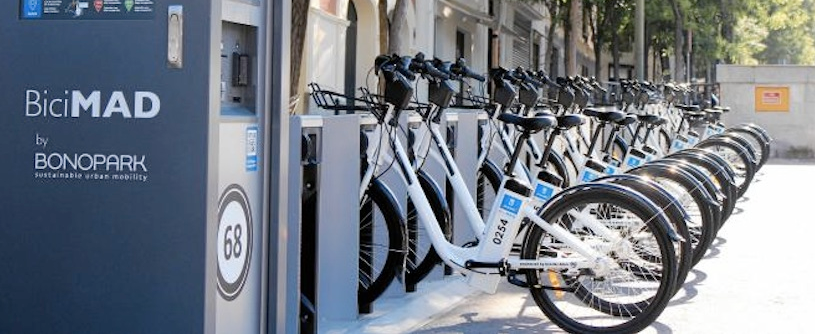 BiciMAD
by
BONOPARK
sustainable urban mobility
68
0254